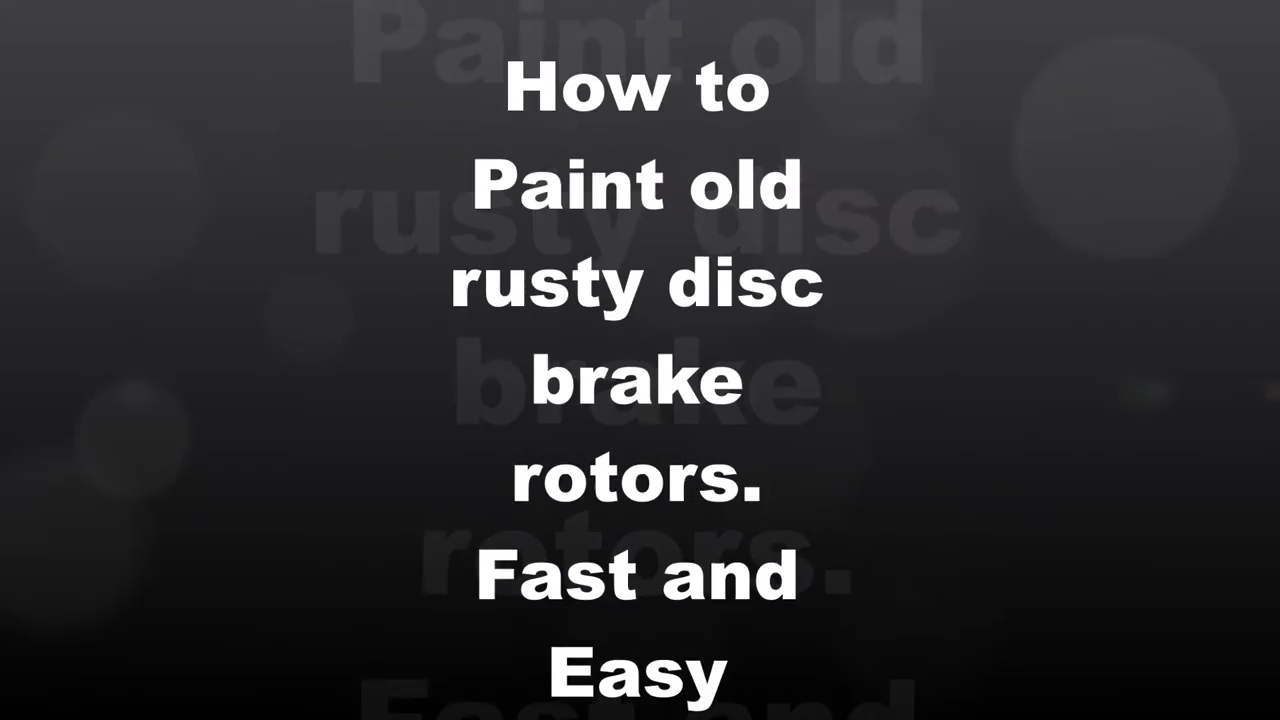 How to
Paint old
rusty disc
brake
rotors.
Fast and
Easy